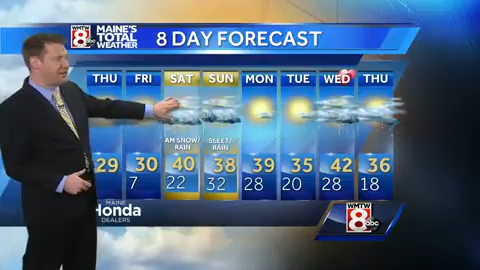 WMTW
8
abc
MAINE'S
TOTAL
WEATHER
8 DAY FORECAST
THU FRI SAT SUN MON TUE WED THU
AM SNOW/ RAIN
SLEET/ RAIN
29 30 40 38 39 35 42 36
7 22 32 28 20 28 18
MAINE
Honda
DEALERS
WMTW
8
abc